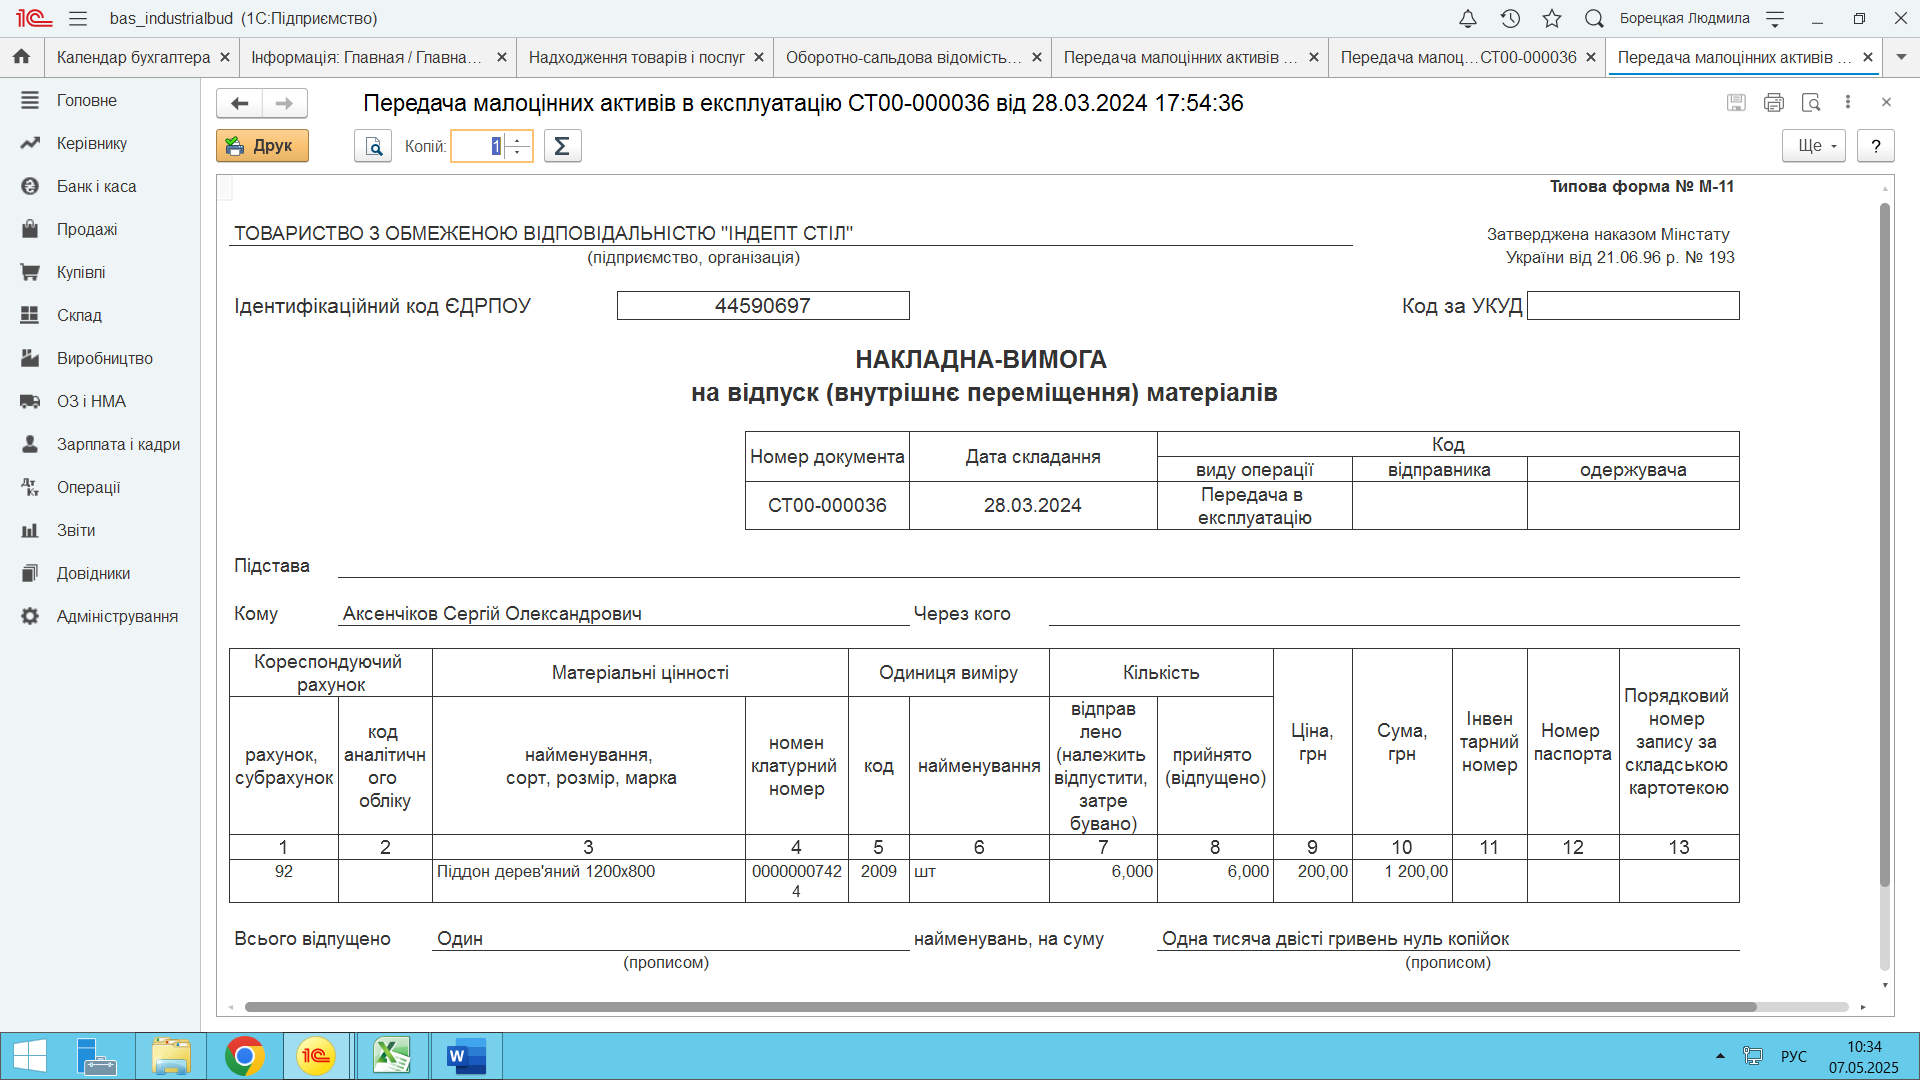 bas_industrialbud (1С:Підприємство)
Борецкая Людмила
Календар бухгалтера
Інформація: Главная / Главна...
Надходження товарів і послуг
Оборотно-сальдова відомість...
Передача малоцінних активів ...
Передача малоц...СТ00-000036
Передача малоцінних активів ...
Головне
Керівнику
Банк і каса
Продажі
Купівлі
Склад
Виробництво
ОЗ і НМА
Зарплата і кадри
Операції
Звіти
Довідники
Адміністрування
Передача малоцінних активів в експлуатацію СТ00-000036 від 28.03.2024 17:54:36
Друк
Копій: 1
Σ
Ще
?
Типова форма № М-11
ТОВАРИСТВО З ОБМЕЖЕНОЮ ВІДПОВІДАЛЬНІСТЮ "ІНДЕПТ СТІЛ"
(підприємство, організація)
Затверджена наказом Мінстату
України від 21.06.96 р. № 193
Ідентифікаційний код ЄДРПОУ 44590697
Код за УКУД
НАКЛАДНА-ВИМОГА
на відпуск (внутрішнє переміщення) матеріалів
Номер документа
Дата складання
Код
виду операції
відправника
одержувача
СТ00-000036
28.03.2024
Передача в
експлуатацію
Підстава
Кому Аксенчіков Сергій Олександрович Через кого
Кореспондуючий
рахунок
Матеріальні цінності
Одиниця виміру
Кількість
Ціна,
грн
Сума,
грн
Інвен
тарний
номер
Номер
паспорта
Порядковий
номер
запису за
складською
картотекою
рахунок,
субрахунок
код
аналітичн
ого
обліку
найменування,
сорт, розмір, марка
номен
клатурний
номер
код
найменування
відправ
лено
(належить
відпустити,
затре
бувано)
прийнято
(відпущено)
1 2 3 4 5 6 7 8 9 10 11 12 13
92 Піддон дерев'яний 1200х800 0000000742 2009 шт 6,000 6,000 200,00 1 200,00
4
Всього відпущено Один найменувань, на суму Одна тисяча двісті гривень нуль копійок
(прописом) (прописом)
РУС
10:34
07.05.2025